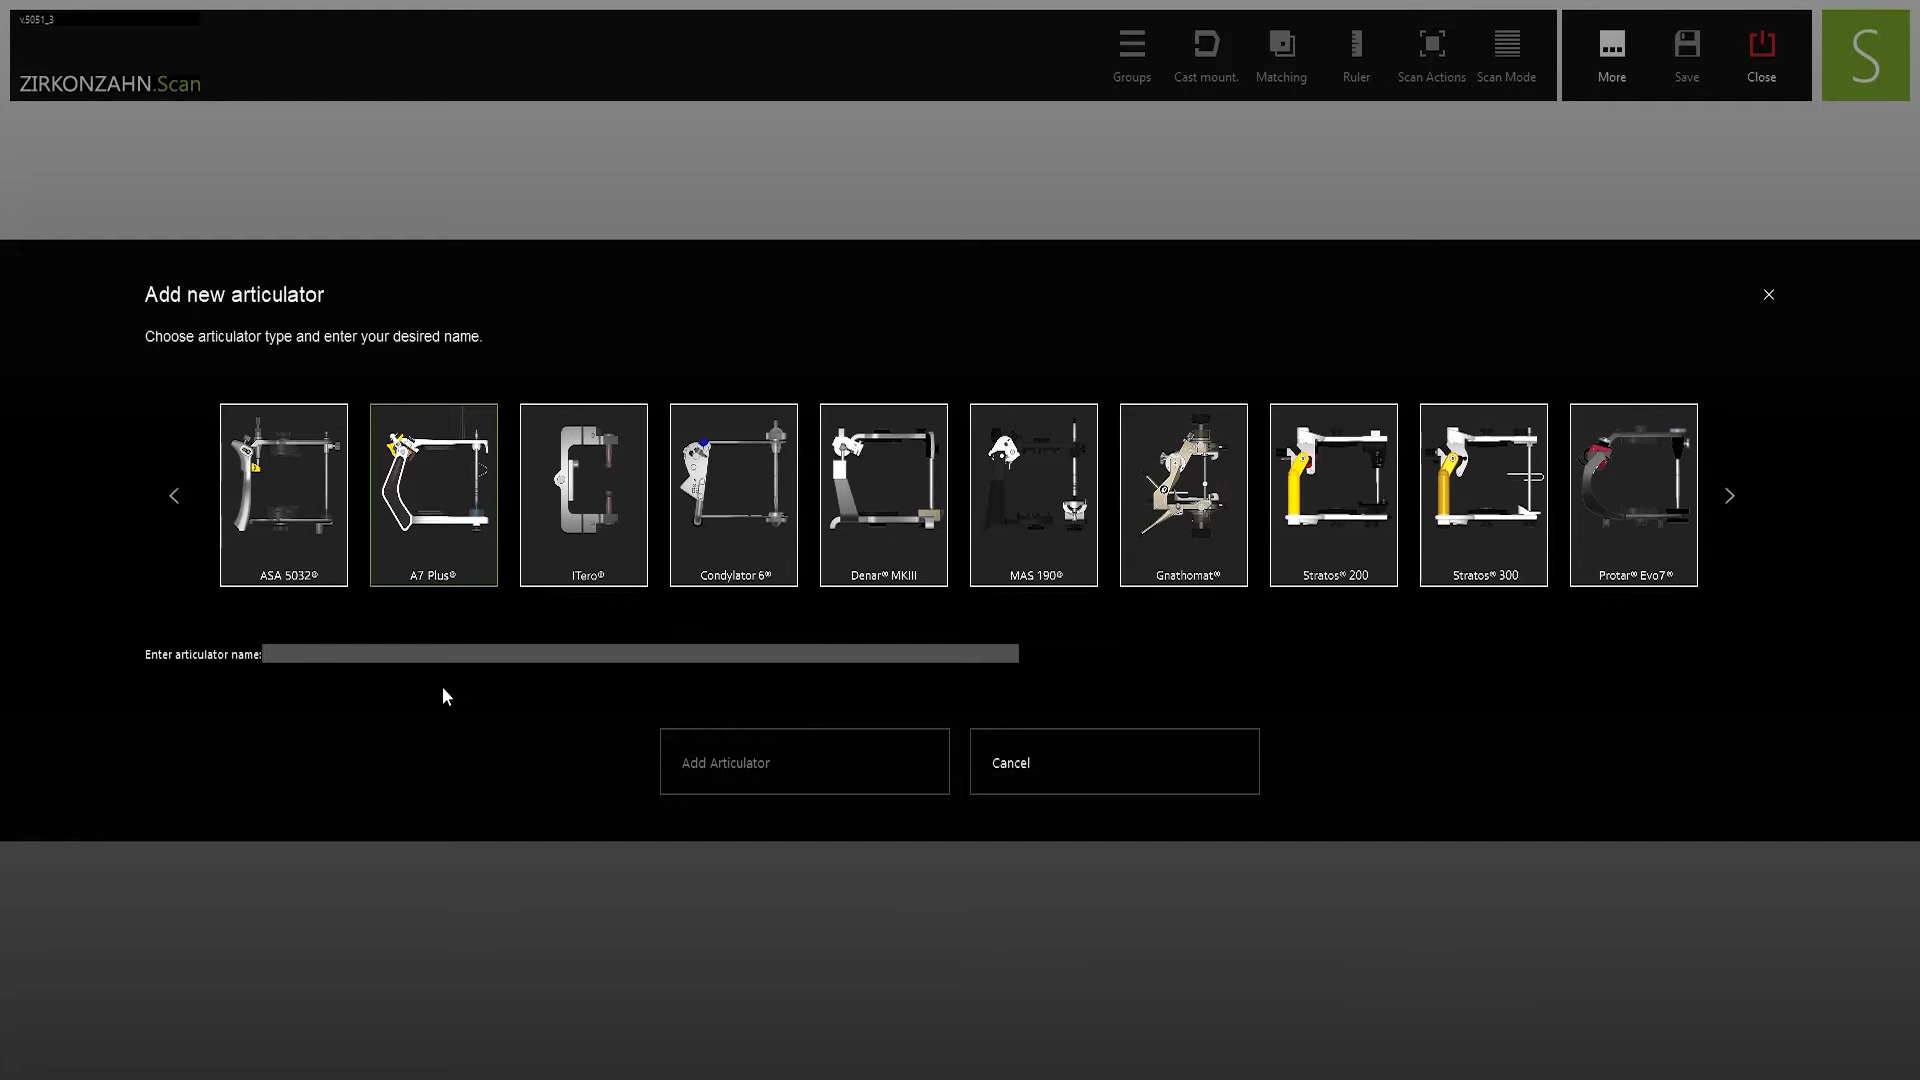 v.5051_3
ZIRKONZAHN.Scan
Groups
Cast mount.
Matching
Ruler
Scan Actions
Scan Mode
More
Save
Close
S
Add new articulator
Choose articulator type and enter your desired name.
ASA 5032®
A7 Plus®
ITero®
Condylator 6®
Denar® MKIII
MAS 190®
Gnathomat®
Stratos® 200
Stratos® 300
Protar® Evo7®
Enter articulator name:
Add Articulator
Cancel